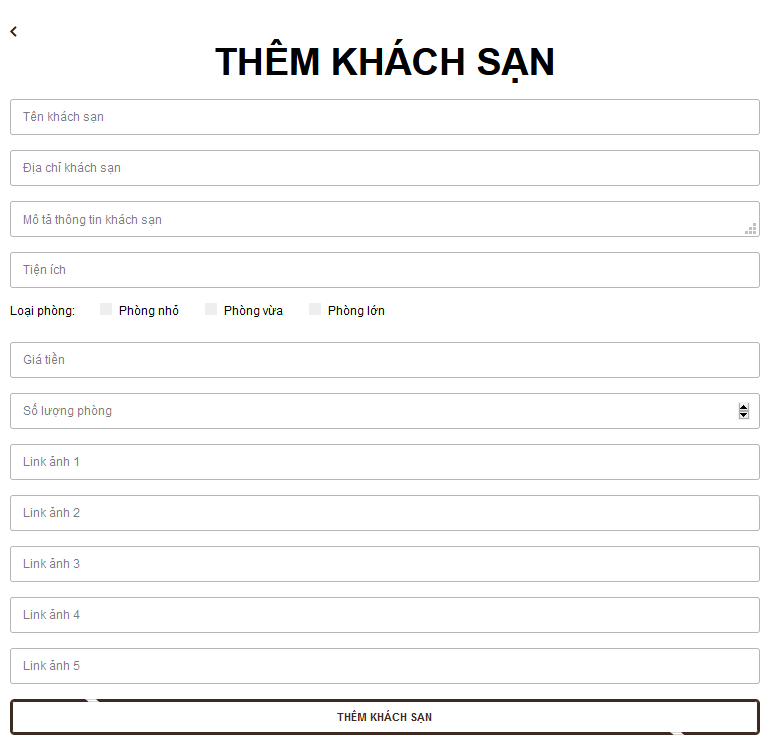 THÊM KHÁCH SẠN
Tên khách sạn
Địa chỉ khách sạn
Mô tả thông tin khách sạn
Tiện ích
Loại phòng: Phòng nhỏ Phòng vừa Phòng lớn
Giá tiền
Số lượng phòng
Link ảnh 1
Link ảnh 2
Link ảnh 3
Link ảnh 4
Link ảnh 5
THÊM KHÁCH SẠN